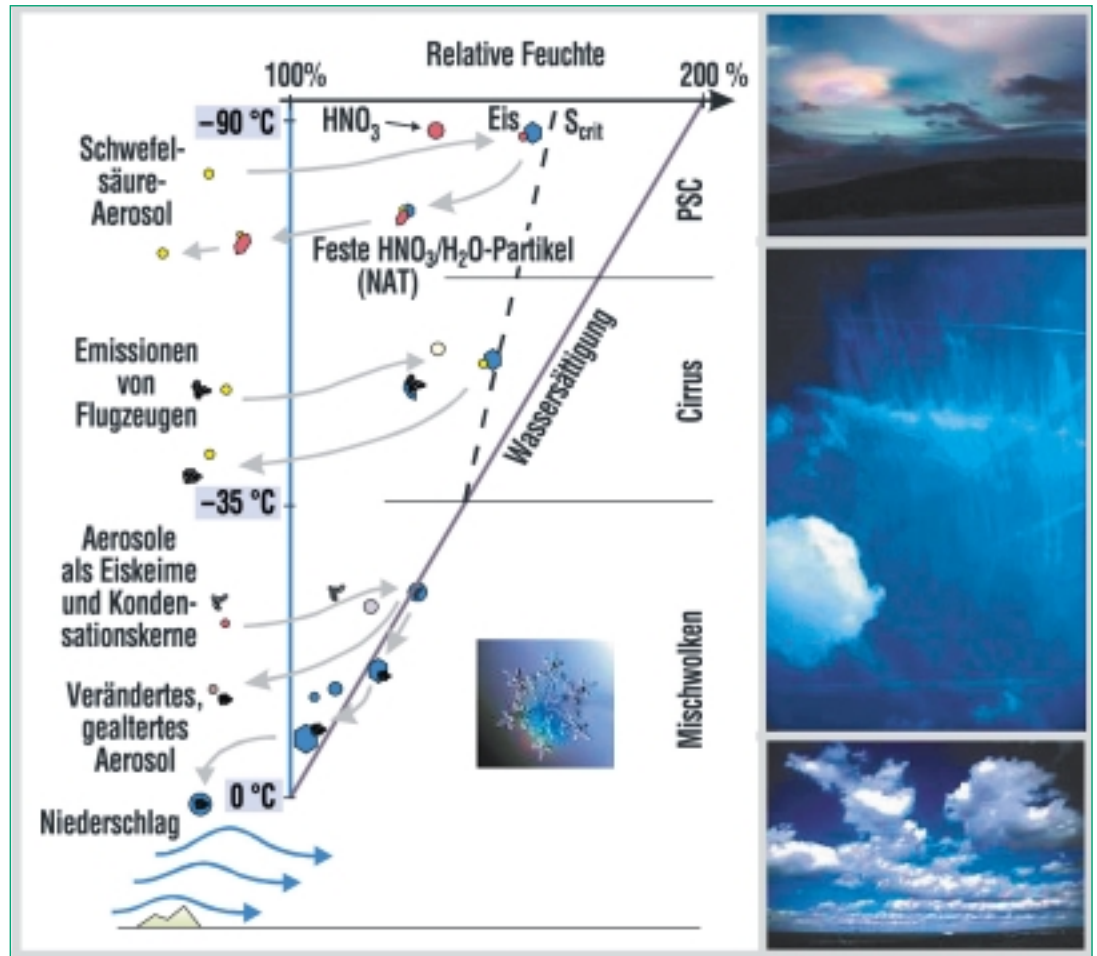 Relative Feuchte
100%
200 %
–90 °C
HNO₃
Eis
S_crit
Schwefel-
säure-
Aerosol
PSC
Feste HNO₃/H₂O-Partikel
(NAT)
Emissionen
von
Flugzeugen
Wassersättigung
Cirrus
–35 °C
Aerosole
als Eiskeime
und Konden-
sationskerne
Mischwolken
Verändertes,
gealtertes
Aerosol
0 °C
Niederschlag